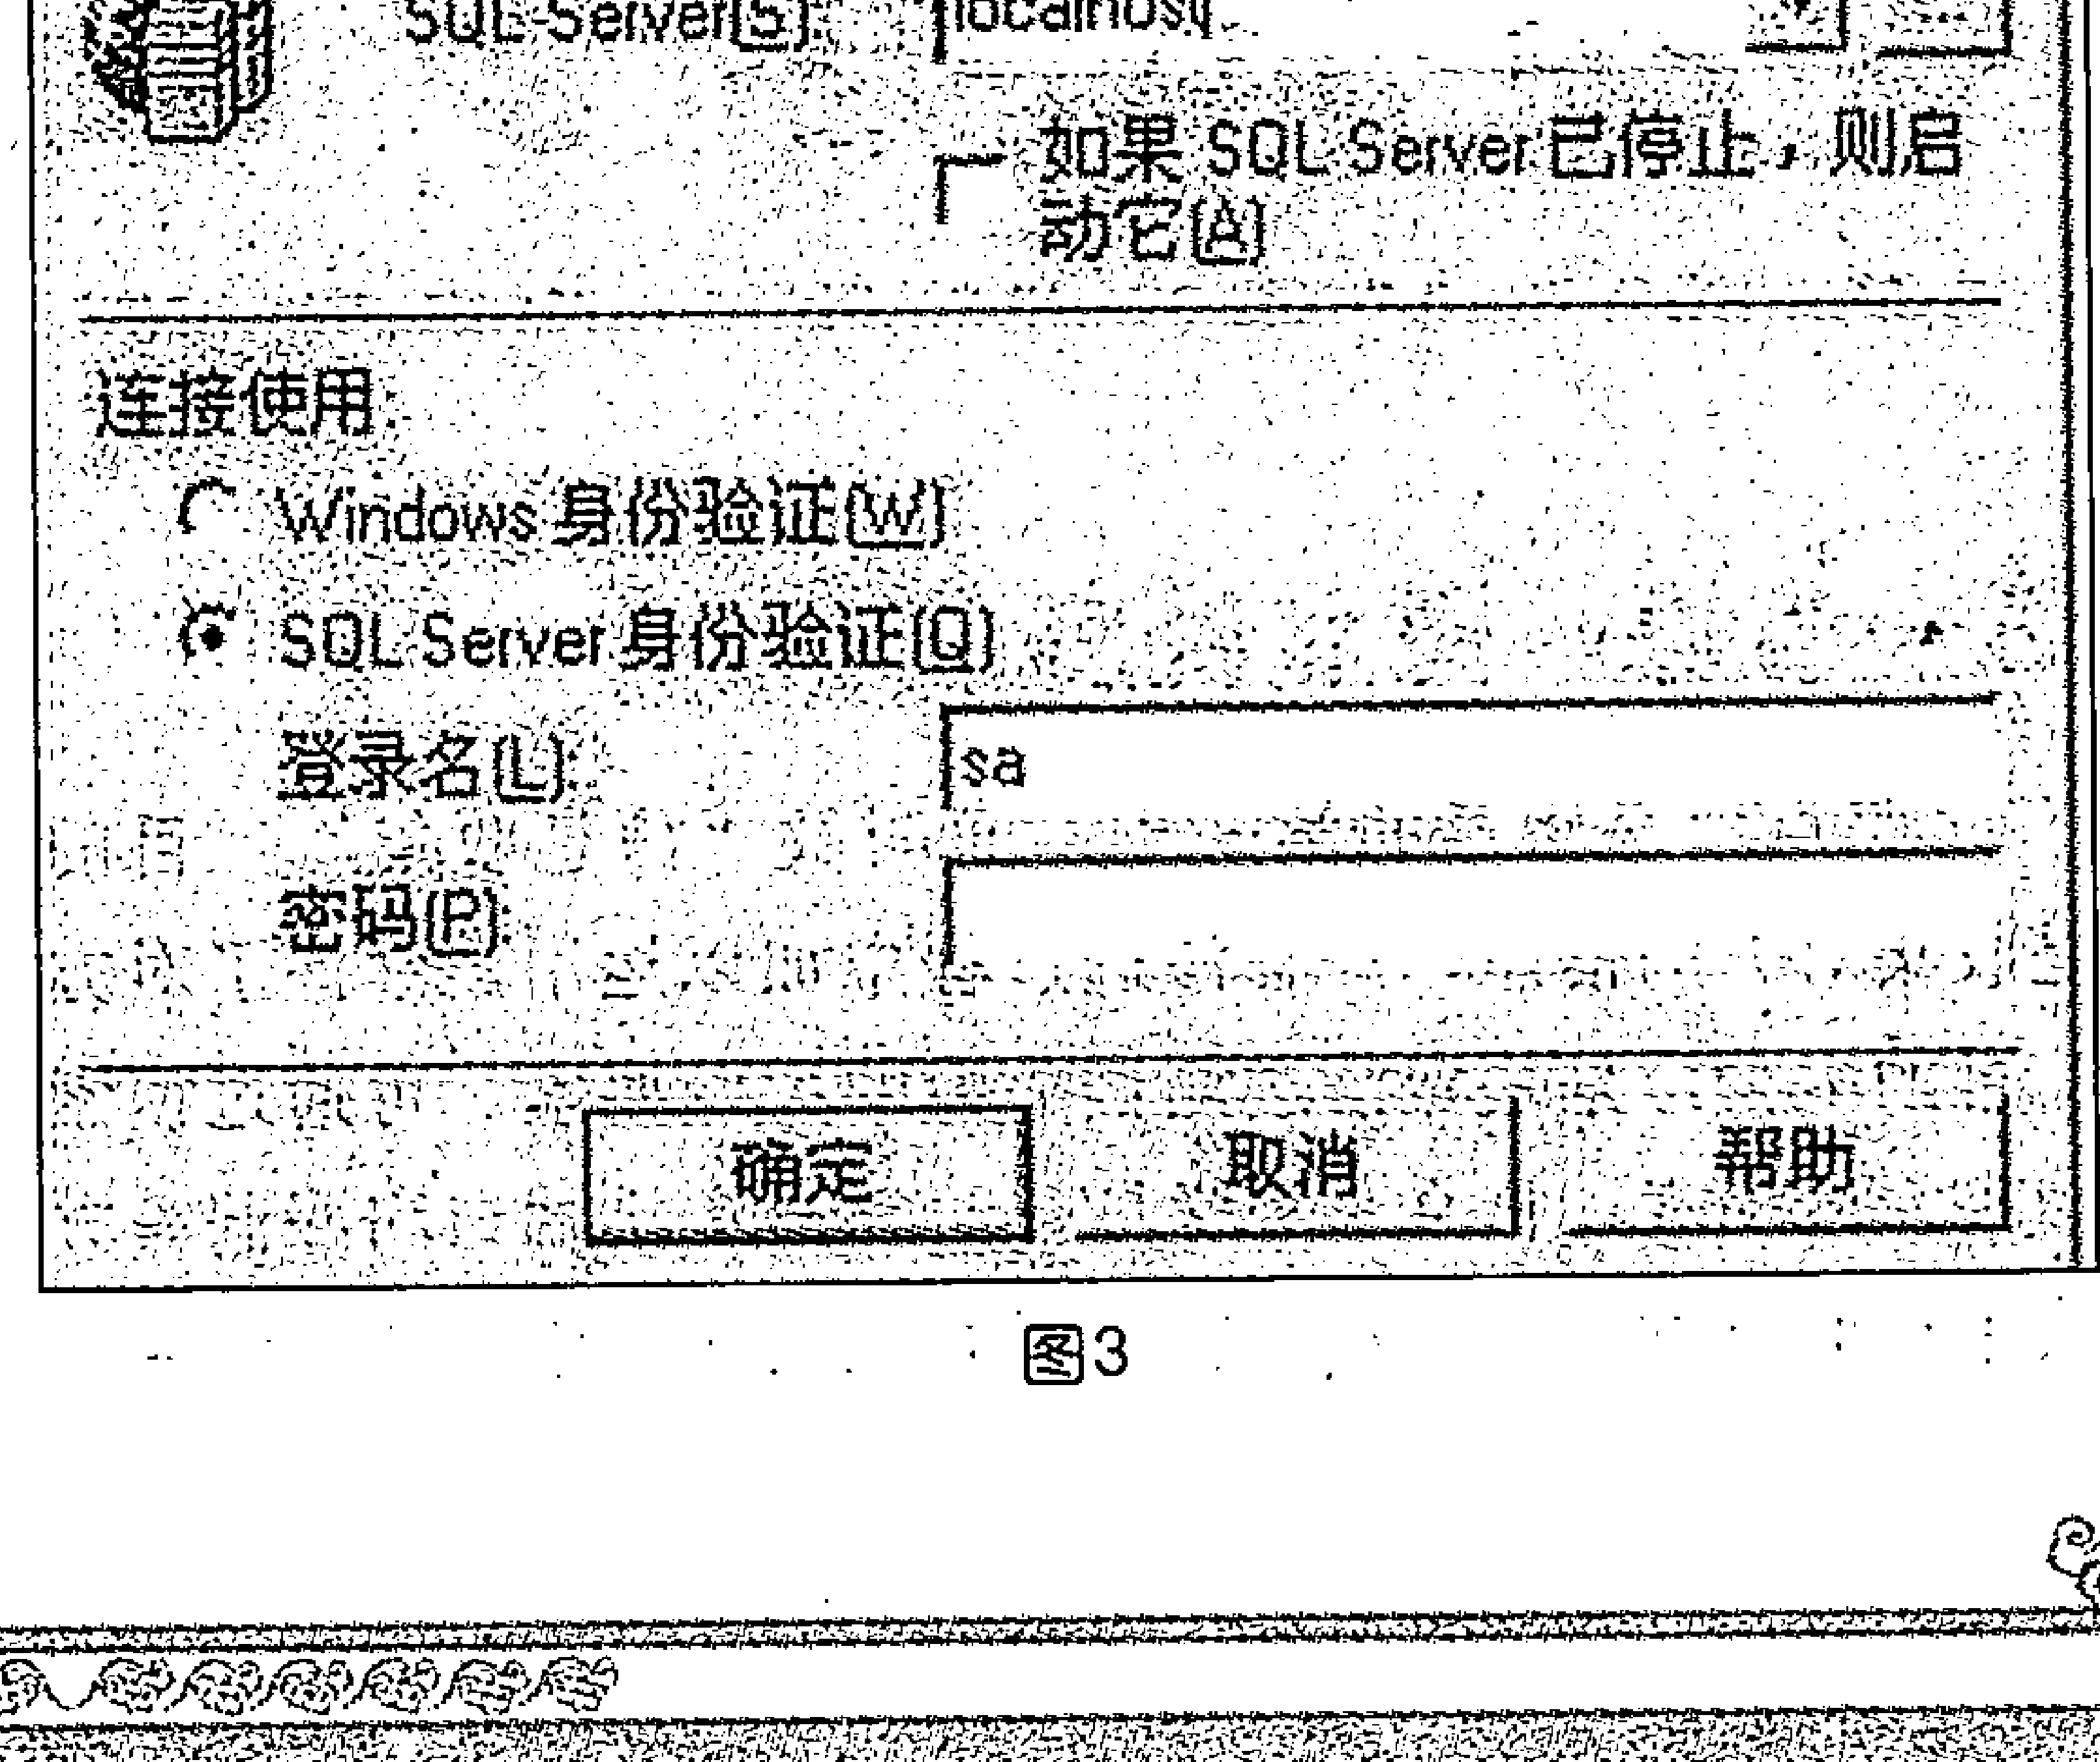 SQL Server(S): localhost
如果 SQL Server 已停止，则启
动它(A)
连接使用:
Windows 身份验证(W)
SQL Server 身份验证(Q)
登录名(L): sa
密码(P):
确定 取消 帮助
图3